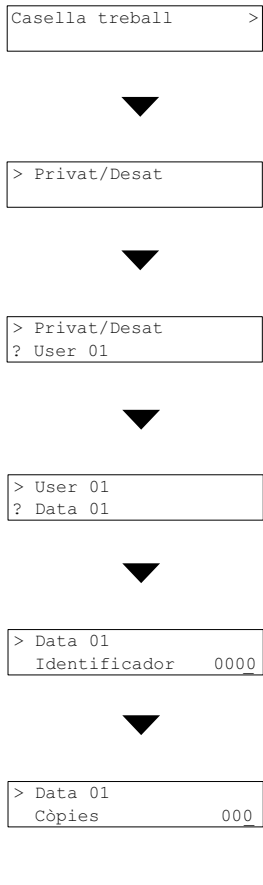 Casella treball >
> Privat/Desat
> Privat/Desat
? User 01
> User 01
? Data 01
> Data 01
Identificador 0000
> Data 01
Còpies 000